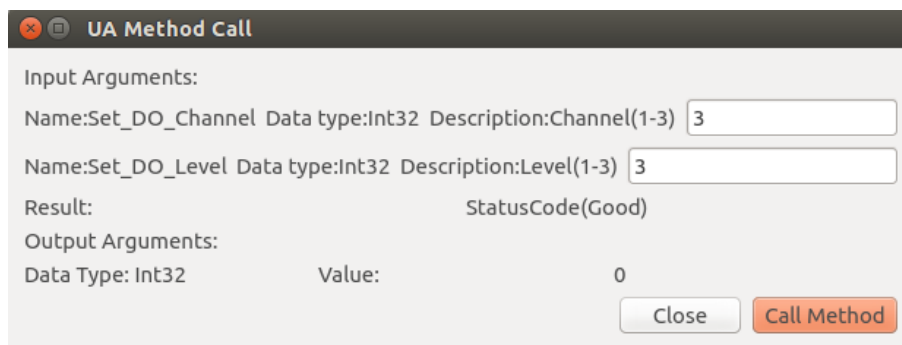 UA Method Call
Input Arguments:
Name:Set_DO_Channel Data type:Int32 Description:Channel(1-3) 3
Name:Set_DO_Level Data type:Int32 Description:Level(1-3) 3
Result: StatusCode(Good)
Output Arguments:
Data Type: Int32 Value: 0
Close Call Method